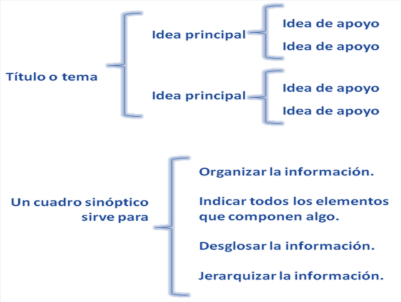 Título o tema
Idea principal
Idea de apoyo
Idea de apoyo
Idea principal
Idea de apoyo
Idea de apoyo
Un cuadro sinóptico
sirve para
Organizar la información.
Indicar todos los elementos
que componen algo.
Desglosar la información.
Jerarquizar la información.